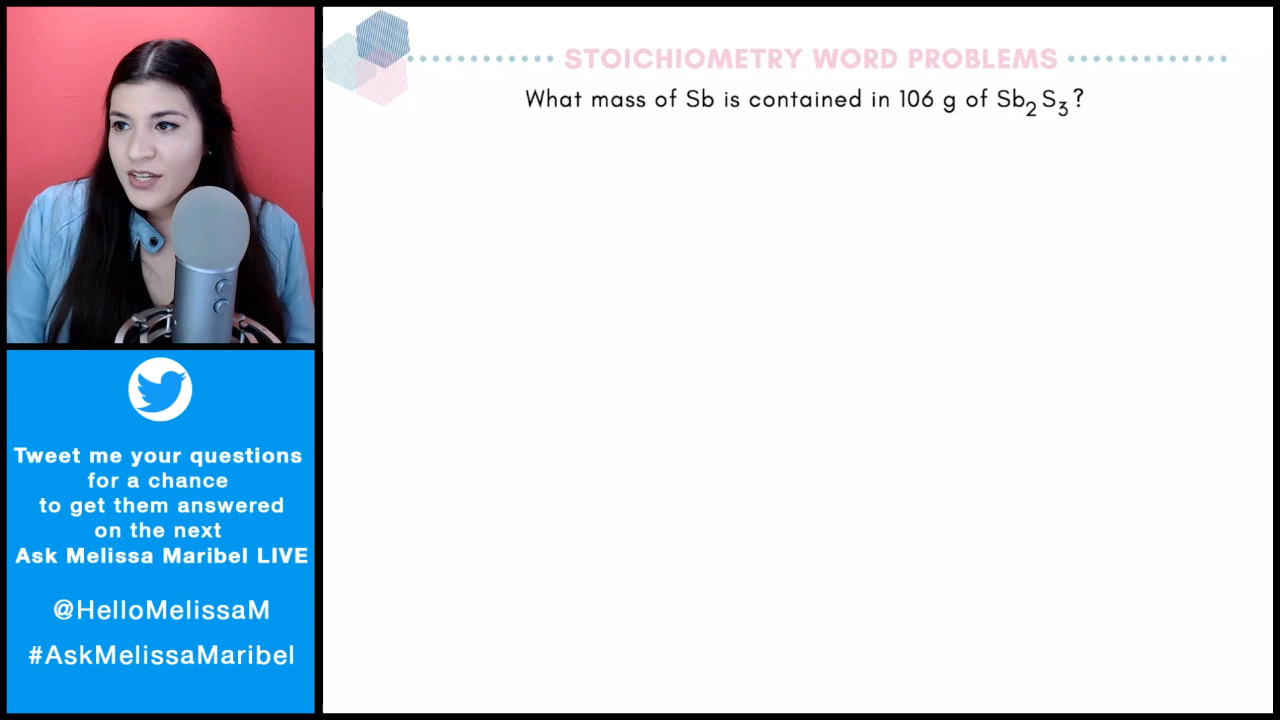 STOICHIOMETRY WORD PROBLEMS
What mass of Sb is contained in 106 g of Sb₂S₃?
Tweet me your questions
for a chance
to get them answered
on the next
Ask Melissa Maribel LIVE
@HelloMelissaM
#AskMelissaMaribel